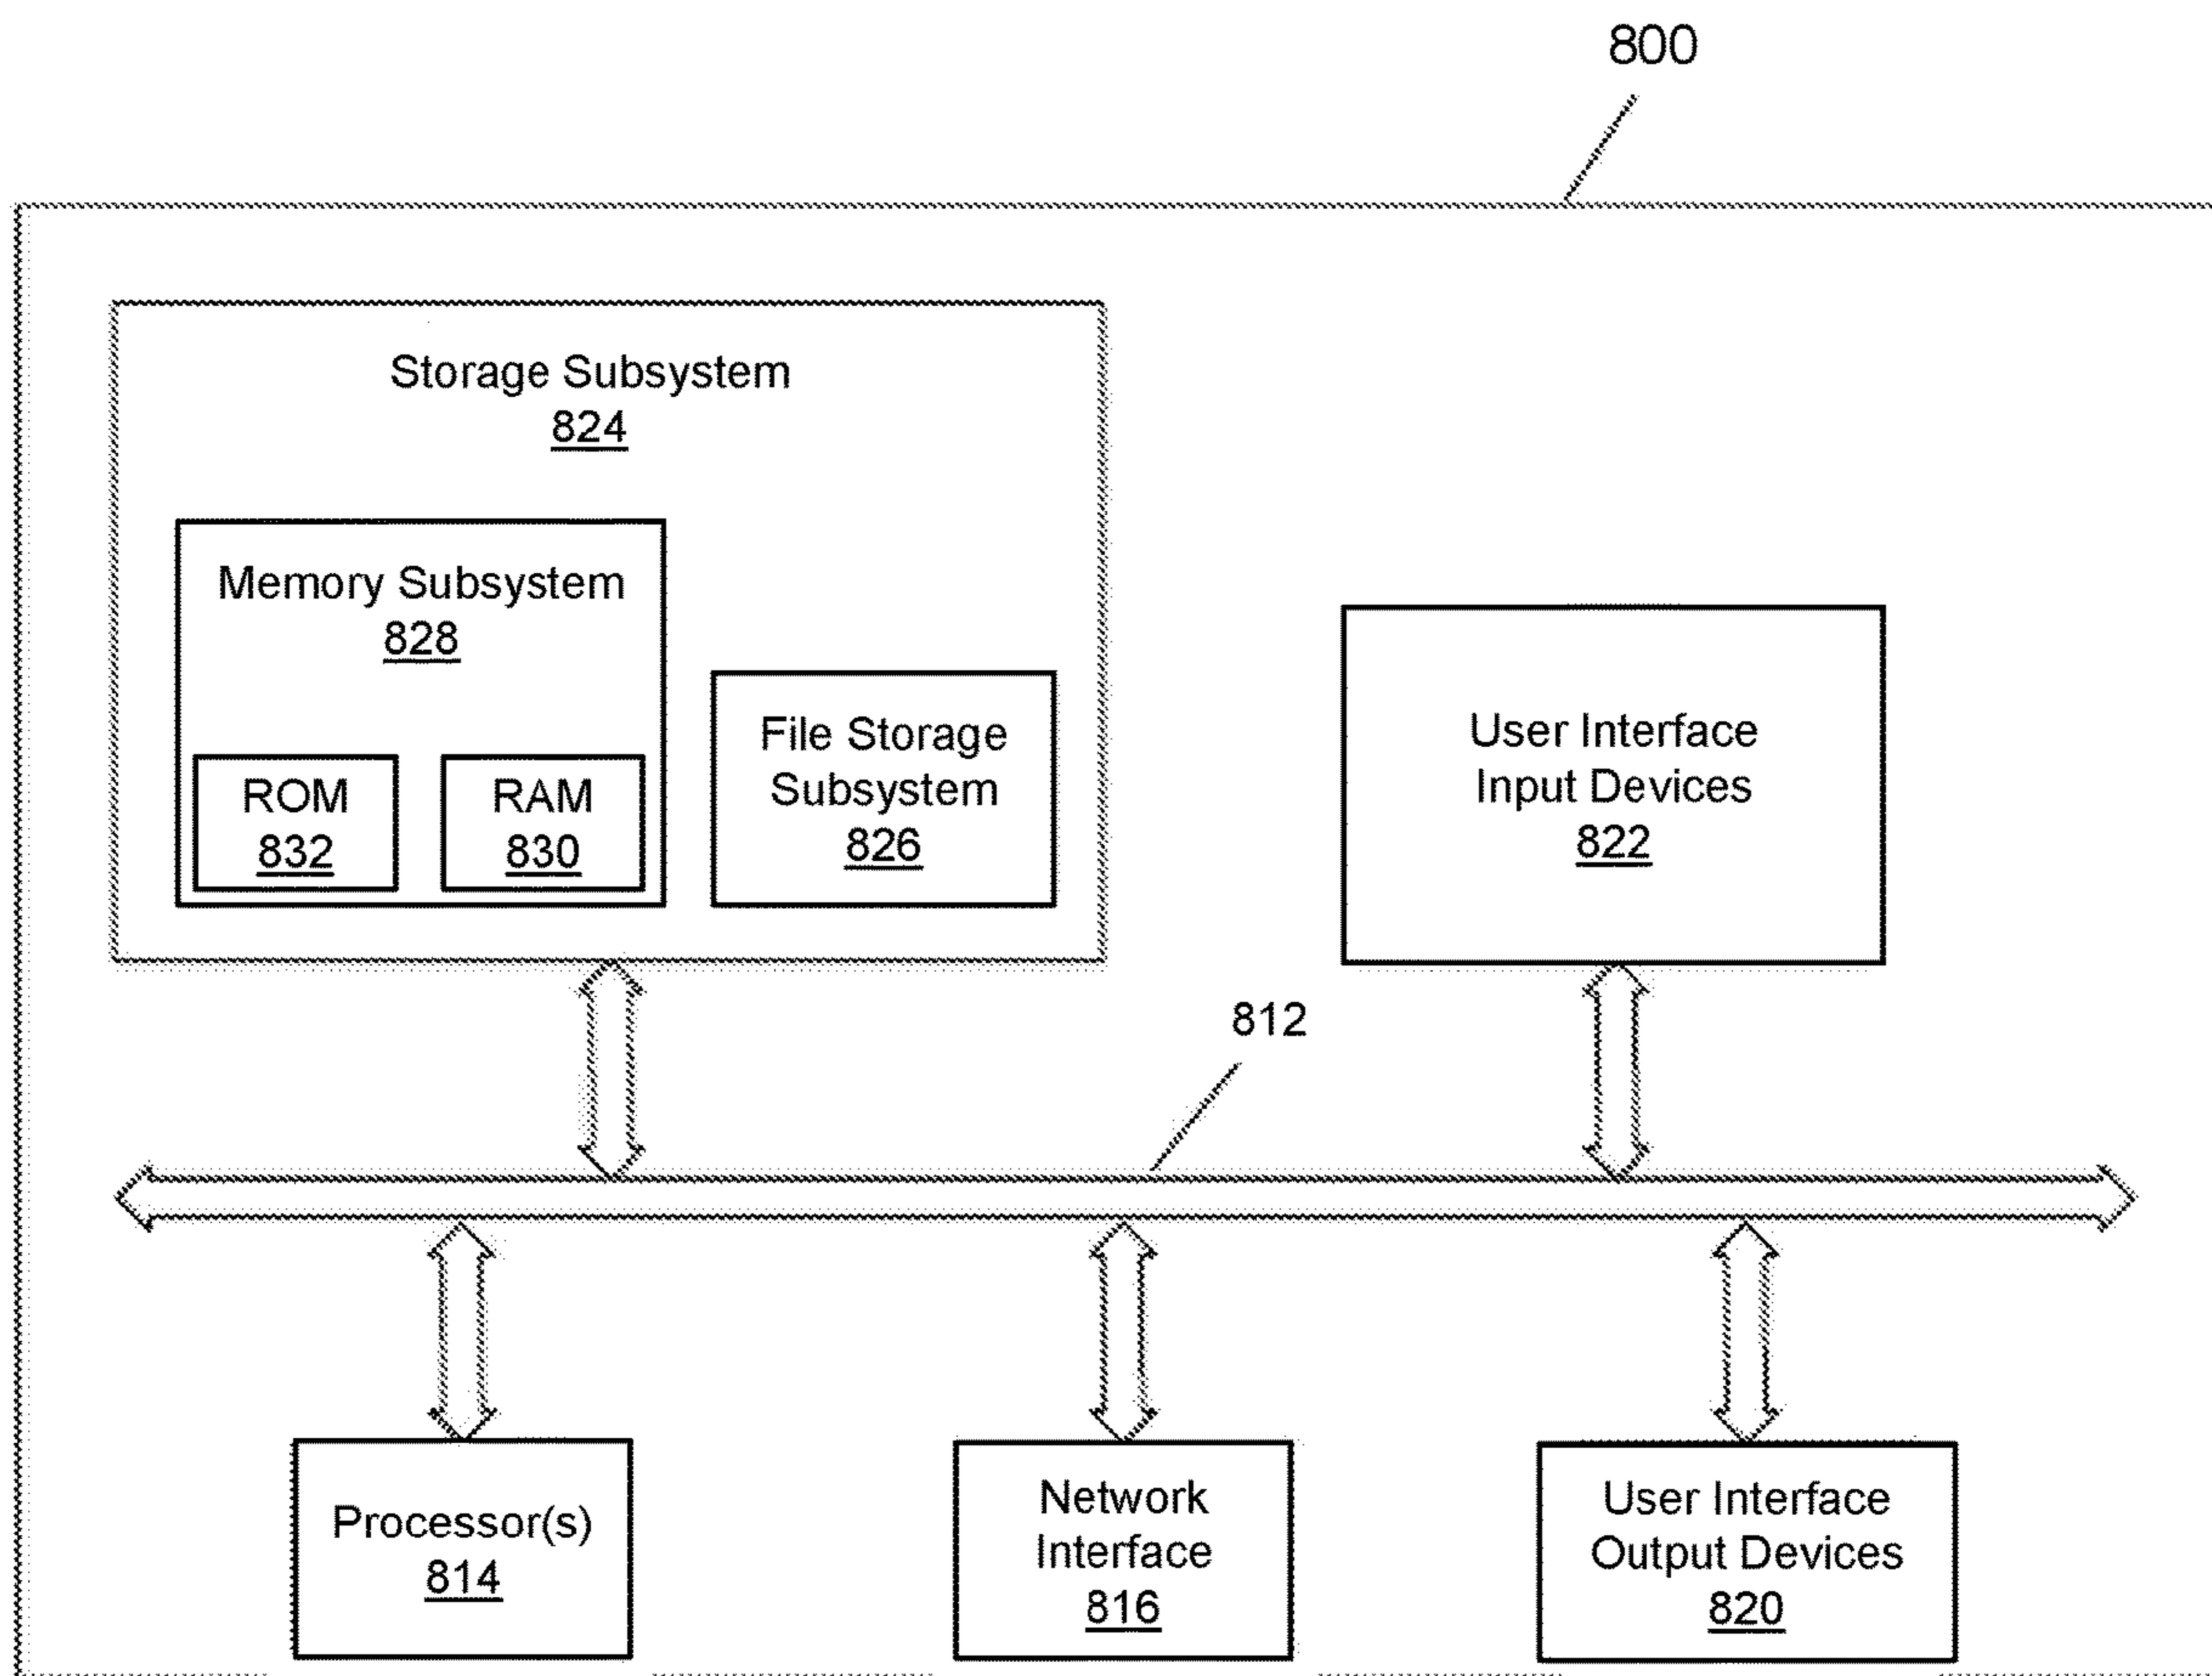 800
Storage Subsystem
824
Memory Subsystem
828
ROM
832
RAM
830
File Storage
Subsystem
826
User Interface
Input Devices
822
812
Processor(s)
814
Network
Interface
816
User Interface
Output Devices
820